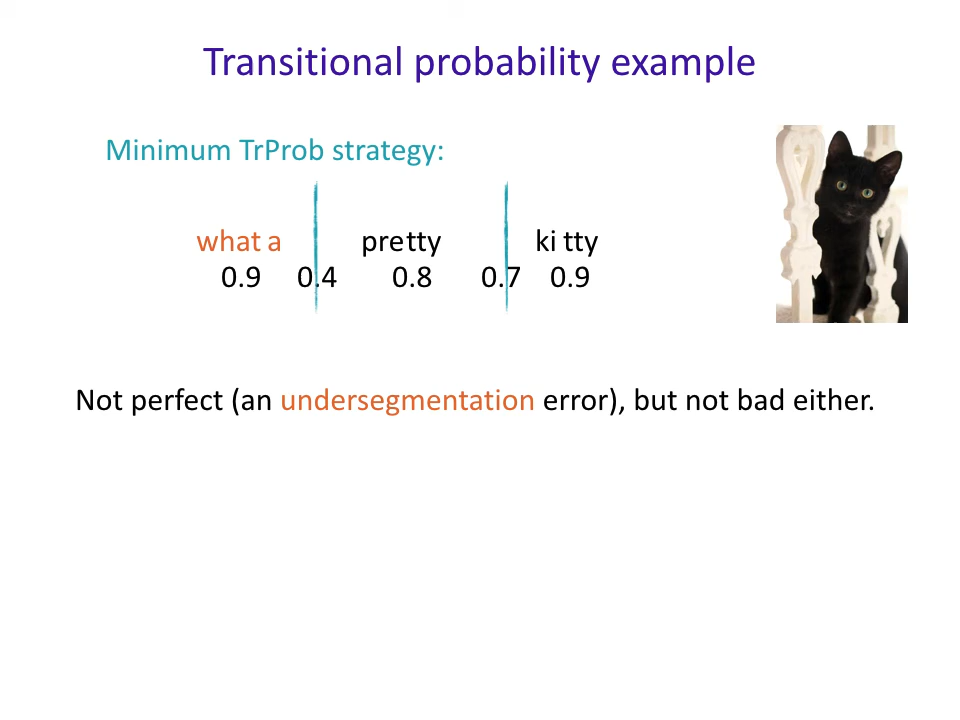 Transitional probability example
Minimum TrProb strategy:
what a pretty ki tty
0.9 0.4 0.8 0.7 0.9
Not perfect (an undersegmentation error), but not bad either.